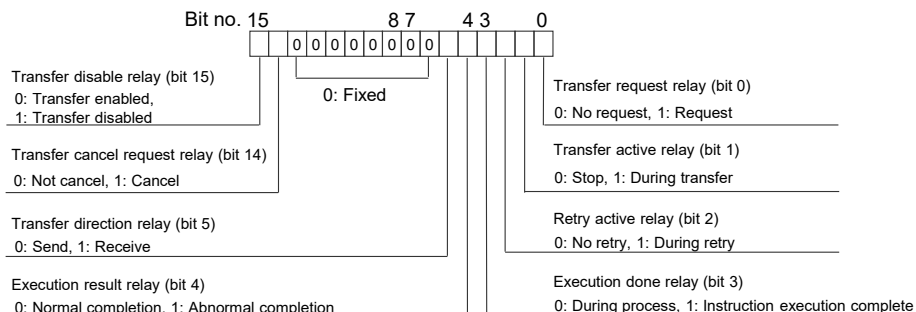 Bit no. 15 8 7 4 3 0
0 0 0 0 0 0 0 0
0: Fixed
Transfer disable relay (bit 15)
0: Transfer enabled,
1: Transfer disabled
Transfer cancel request relay (bit 14)
0: Not cancel, 1: Cancel
Transfer direction relay (bit 5)
0: Send, 1: Receive
Execution result relay (bit 4)
0: Normal completion, 1: Abnormal completion
Transfer request relay (bit 0)
0: No request, 1: Request
Transfer active relay (bit 1)
0: Stop, 1: During transfer
Retry active relay (bit 2)
0: No retry, 1: During retry
Execution done relay (bit 3)
0: During process, 1: Instruction execution complete